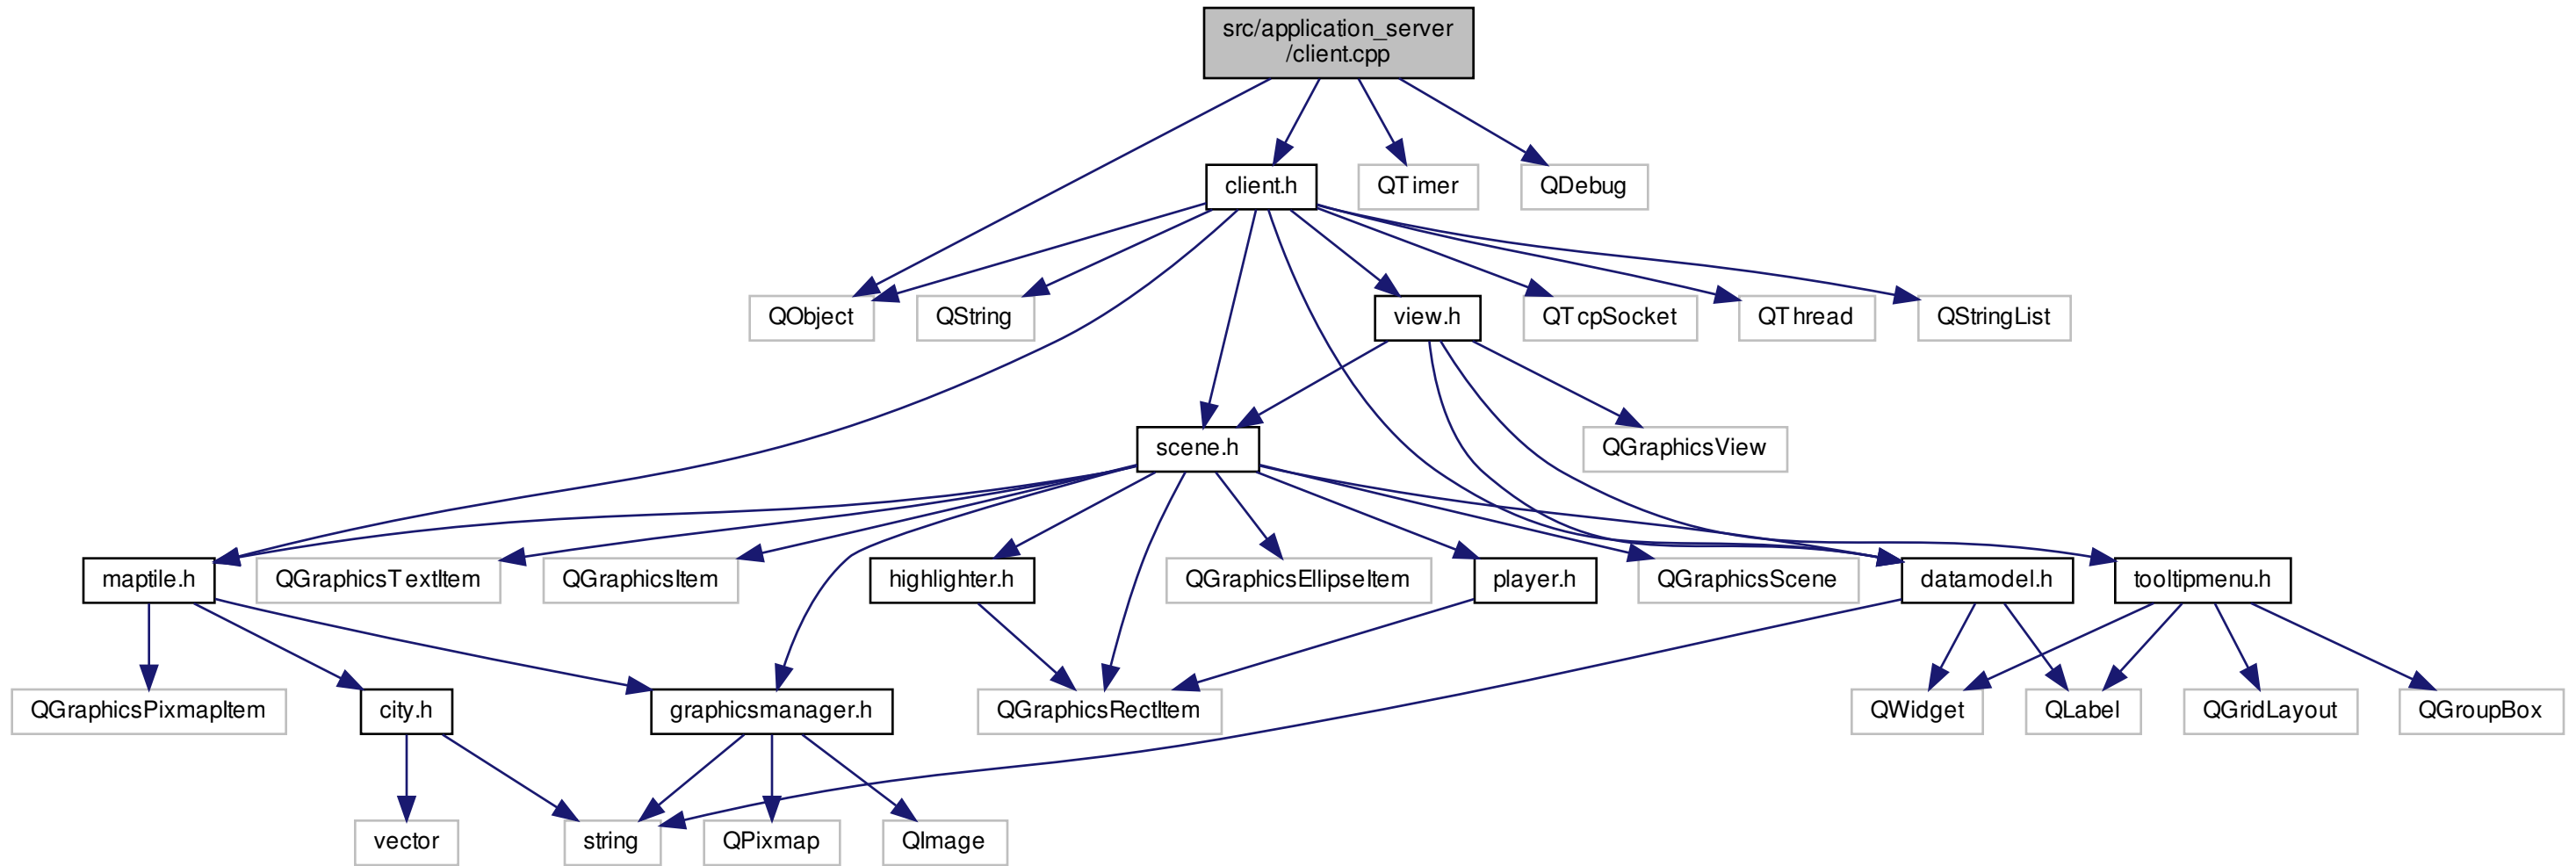 src/application_server
/client.cpp
client.h
QTimer
QDebug
QObject
QString
view.h
QTcpSocket
QThread
QStringList
scene.h
QGraphicsView
maptile.h
QGraphicsTextItem
QGraphicsItem
highlighter.h
QGraphicsEllipseItem
player.h
QGraphicsScene
datamodel.h
tooltipmenu.h
QGraphicsPixmapItem
city.h
graphicsmanager.h
QGraphicsRectItem
QWidget
QLabel
QGridLayout
QGroupBox
vector
string
QPixmap
QImage